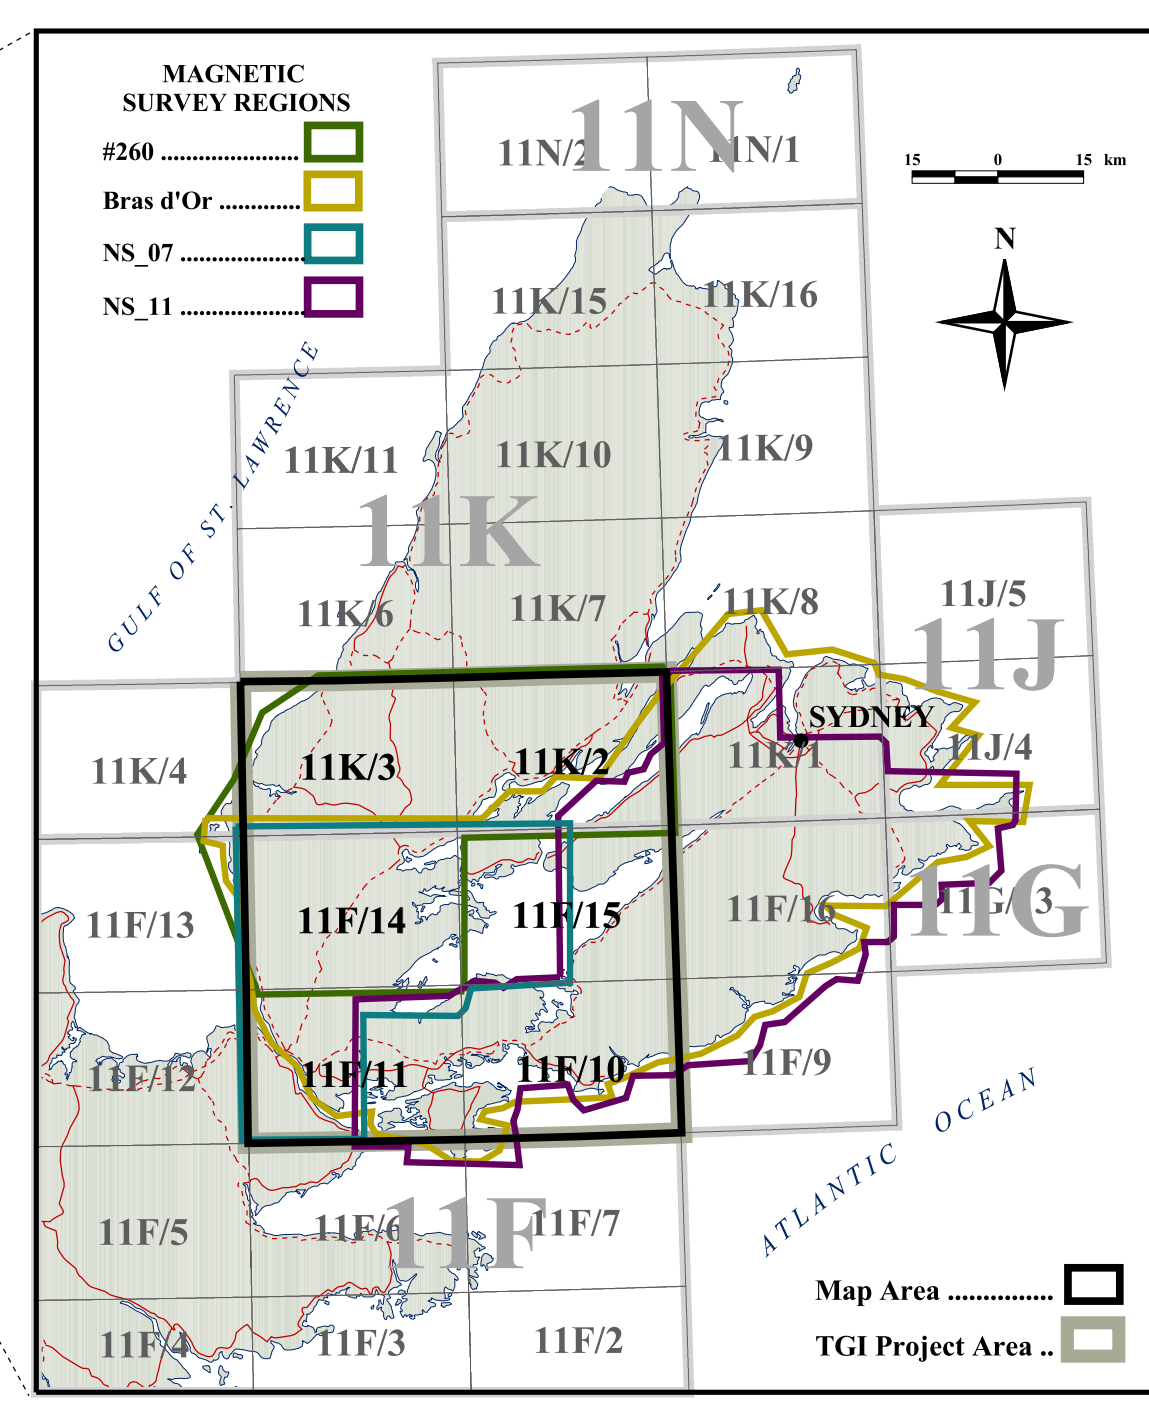 MAGNETIC
SURVEY REGIONS
#260 ......................
Bras d'Or .............
NS_07 ....................
NS_11 ....................
11N
11N/2
11N/1
15 0 15 km
N
11K/15
11K/16
GULF OF ST. LAWRENCE
11K/11
11K/10
11K/9
11K
11K/6
11K/7
11K/8
11J/5
11J
SYDNEY
11K/4
11K/3
11K/2
11K/1
11J/4
11F/13
11F/14
11F/15
11F/16
11G/13
11G
11F/12
11F/11
11F/10
11F/9
ATLANTIC OCEAN
11F/5
11F/6
11F
11F/7
11F/4
11F/3
11F/2
Map Area ...............
TGI Project Area ..